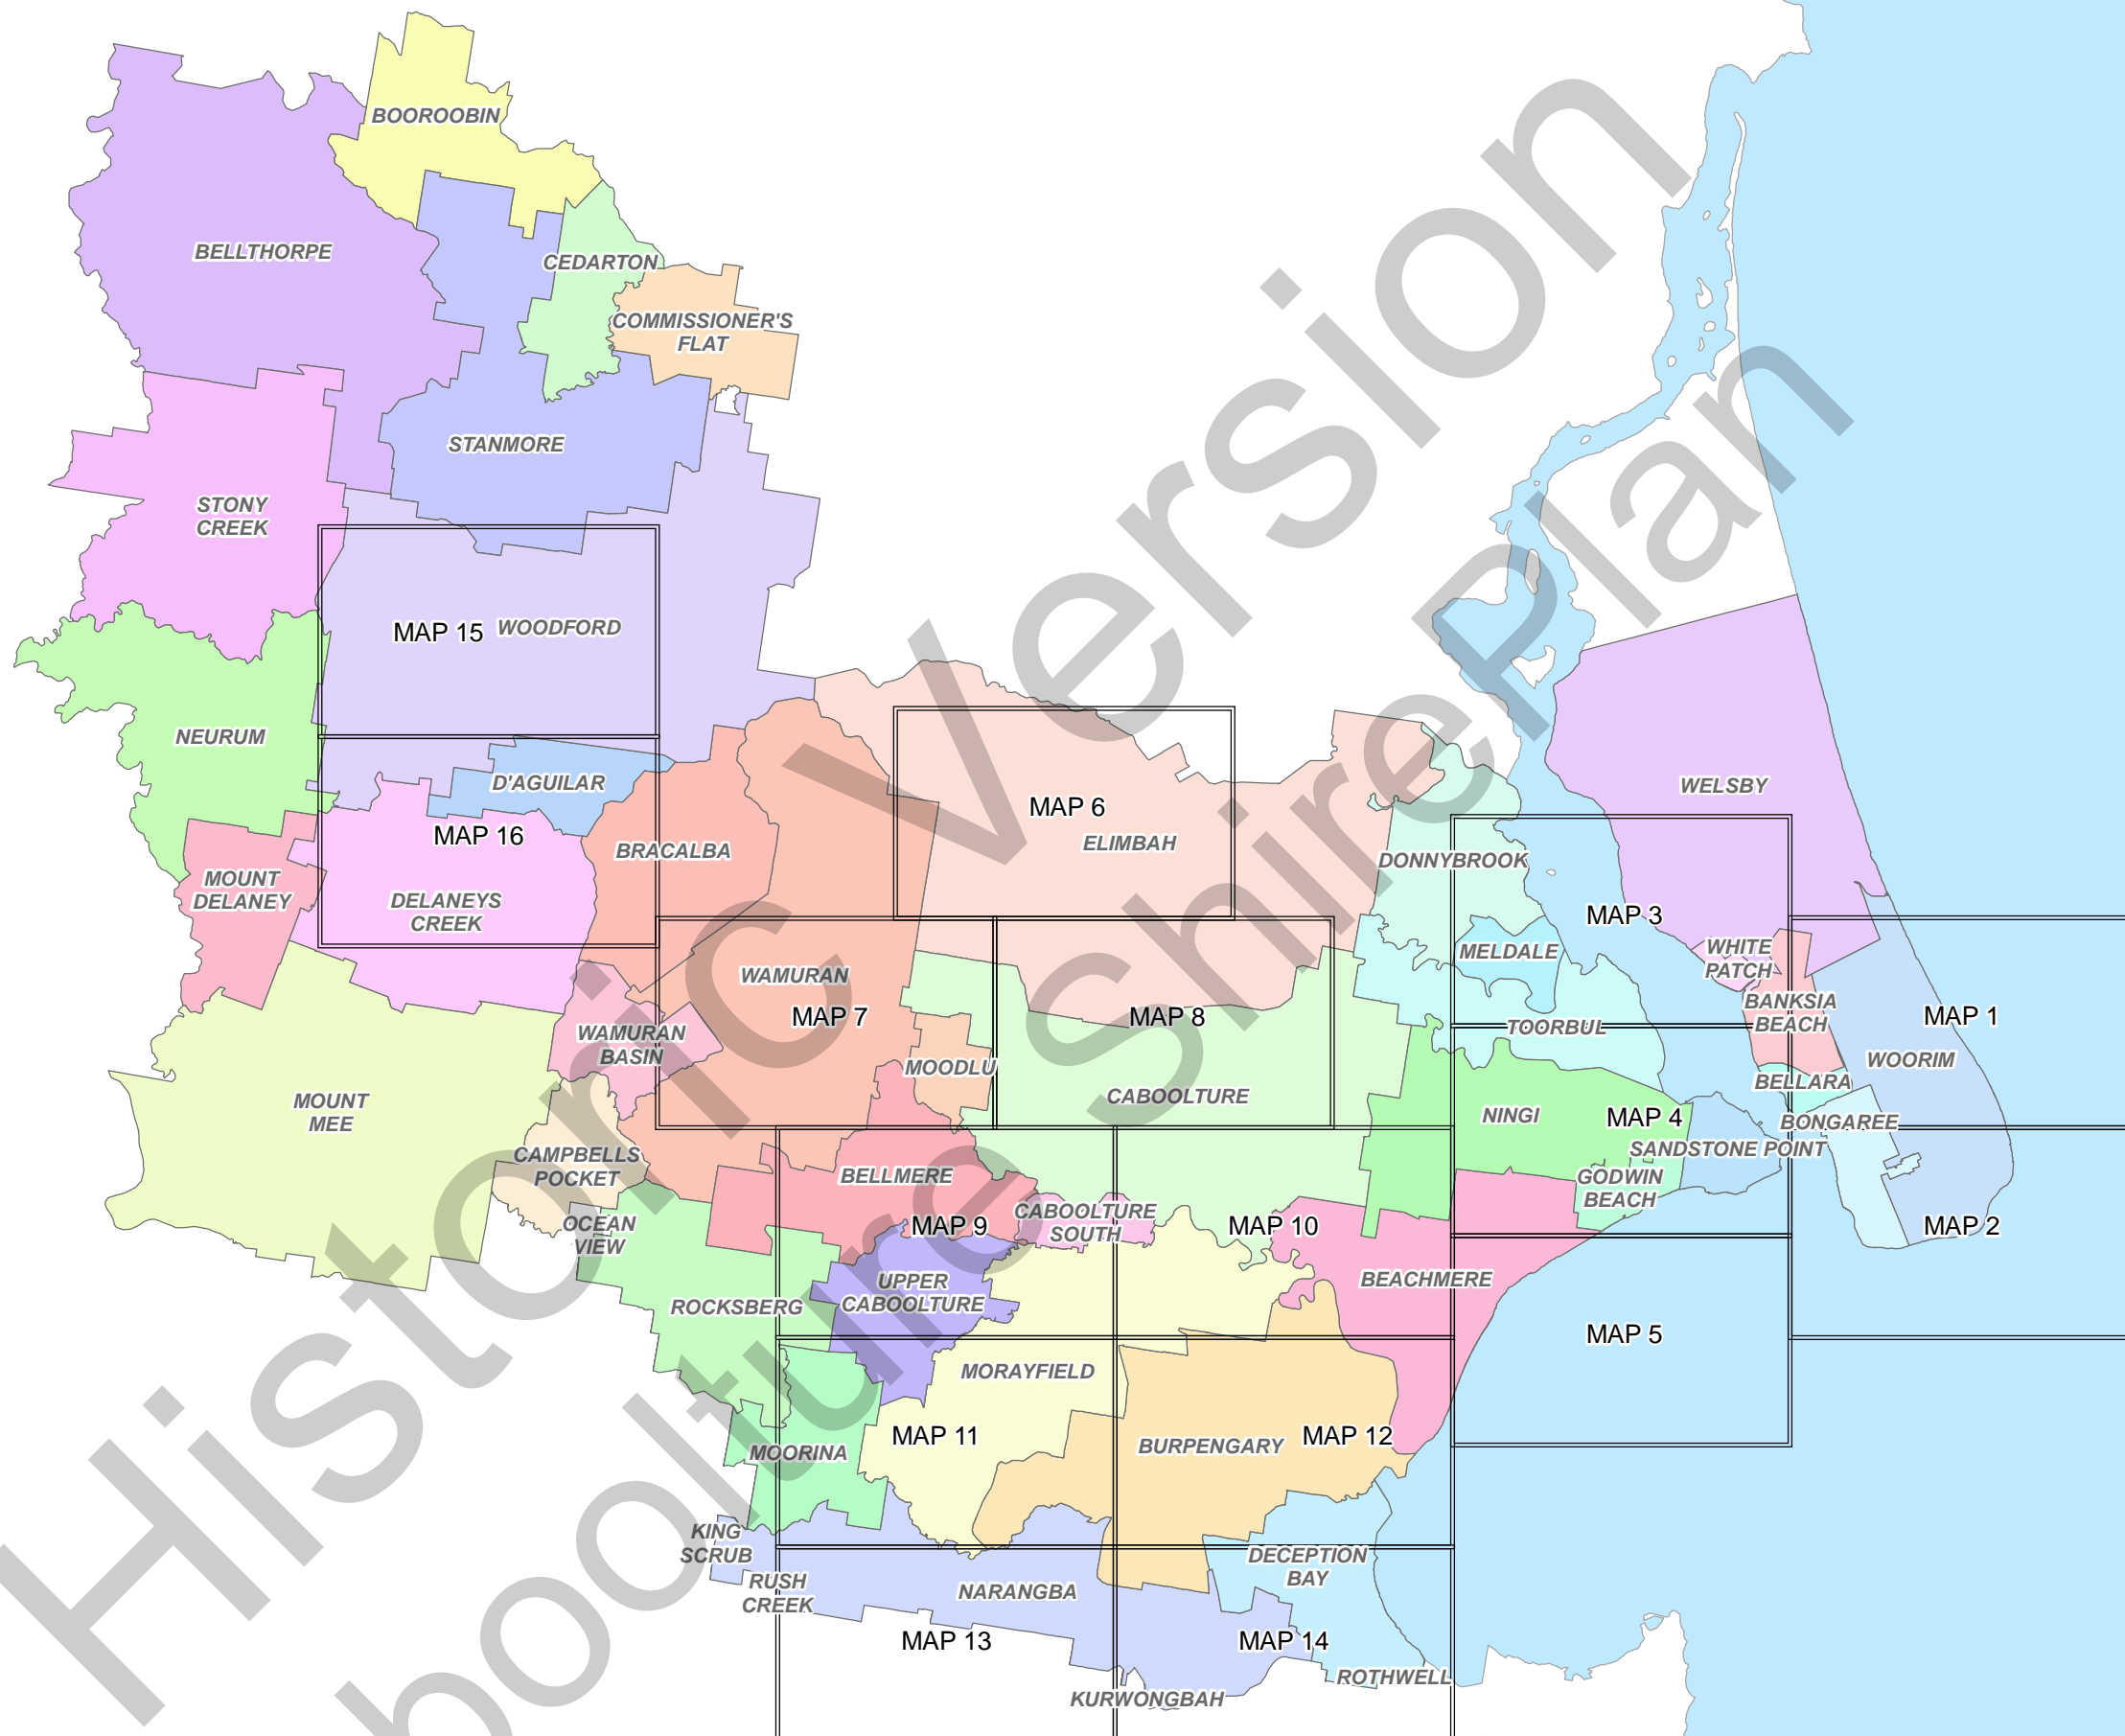 BOOROOBIN
BELLTHORPE
CEDARTON
COMMISSIONER'S
FLAT
STANMORE
STONY
CREEK
MAP 15
WOODFORD
NEURUM
D'AGUILAR
MAP 16
BRACALBA
MOUNT
DELANEY
DELANEYS
CREEK
MAP 6
ELIMBAH
DONNYBROOK
WELSBY
MAP 3
MELDALE
WHITE
PATCH
BANKSIA
BEACH
MAP 1
WOORIM
WAMURAN
MAP 7
MAP 8
TOORBUL
WAMURAN
BASIN
MOODLU
CABOOLTURE
BELLARA
NINGI
MAP 4
BONGAREE
SANDSTONE POINT
MOUNT
MEE
CAMPBELLS
POCKET
BELLMERE
GODWIN
BEACH
OCEAN
VIEW
MAP 9
CABOOLTURE
SOUTH
MAP 10
MAP 2
UPPER
CABOOLTURE
BEACHMERE
ROCKSBERG
MAP 5
MORAYFIELD
MAP 11
MOORINA
BURPENGARY
MAP 12
KING
SCRUB
RUSH
CREEK
NARANGBA
DECEPTION
BAY
MAP 13
MAP 14
ROTHWELL
KURWONGBAH
Historic Version
boolture ShirePlan